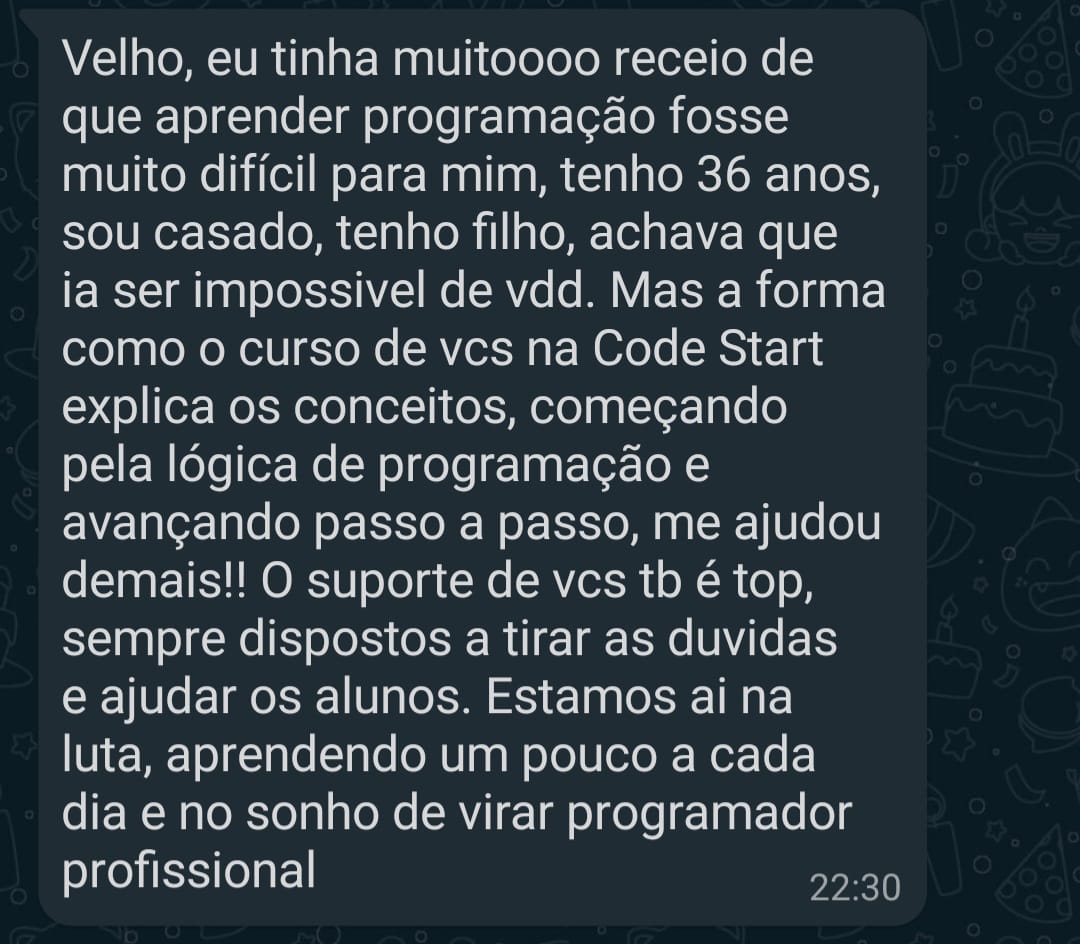 Velho, eu tinha muitoooo receio de
que aprender programação fosse
muito difícil para mim, tenho 36 anos,
sou casado, tenho filho, achava que
ia ser impossivel de vdd. Mas a forma
como o curso de vcs na Code Start
explica os conceitos, começando
pela lógica de programação e
avançando passo a passo, me ajudou
demais!! O suporte de vcs tb é top,
sempre dispostos a tirar as duvidas
e ajudar os alunos. Estamos ai na
luta, aprendendo um pouco a cada
dia e no sonho de virar programador
profissional
22:30